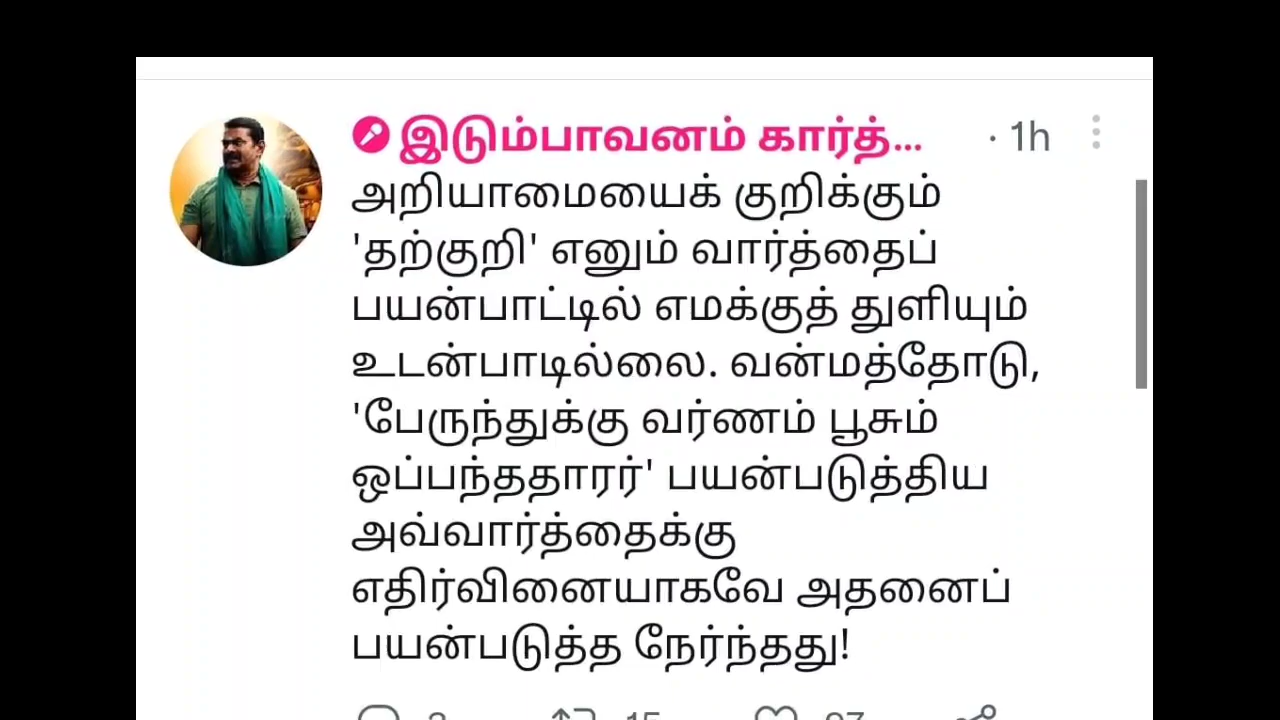 இடும்பாவனம் கார்த்... · 1h
அறியாமையைக் குறிக்கும்
'தற்குறி' எனும் வார்த்தைப்
பயன்பாட்டில் எமக்குத் துளியும்
உடன்பாடில்லை. வன்மத்தோடு,
'பேருந்துக்கு வர்ணம் பூசும்
ஒப்பந்ததாரர்' பயன்படுத்திய
அவ்வார்த்தைக்கு
எதிர்வினையாகவே அதனைப்
பயன்படுத்த நேர்ந்தது!